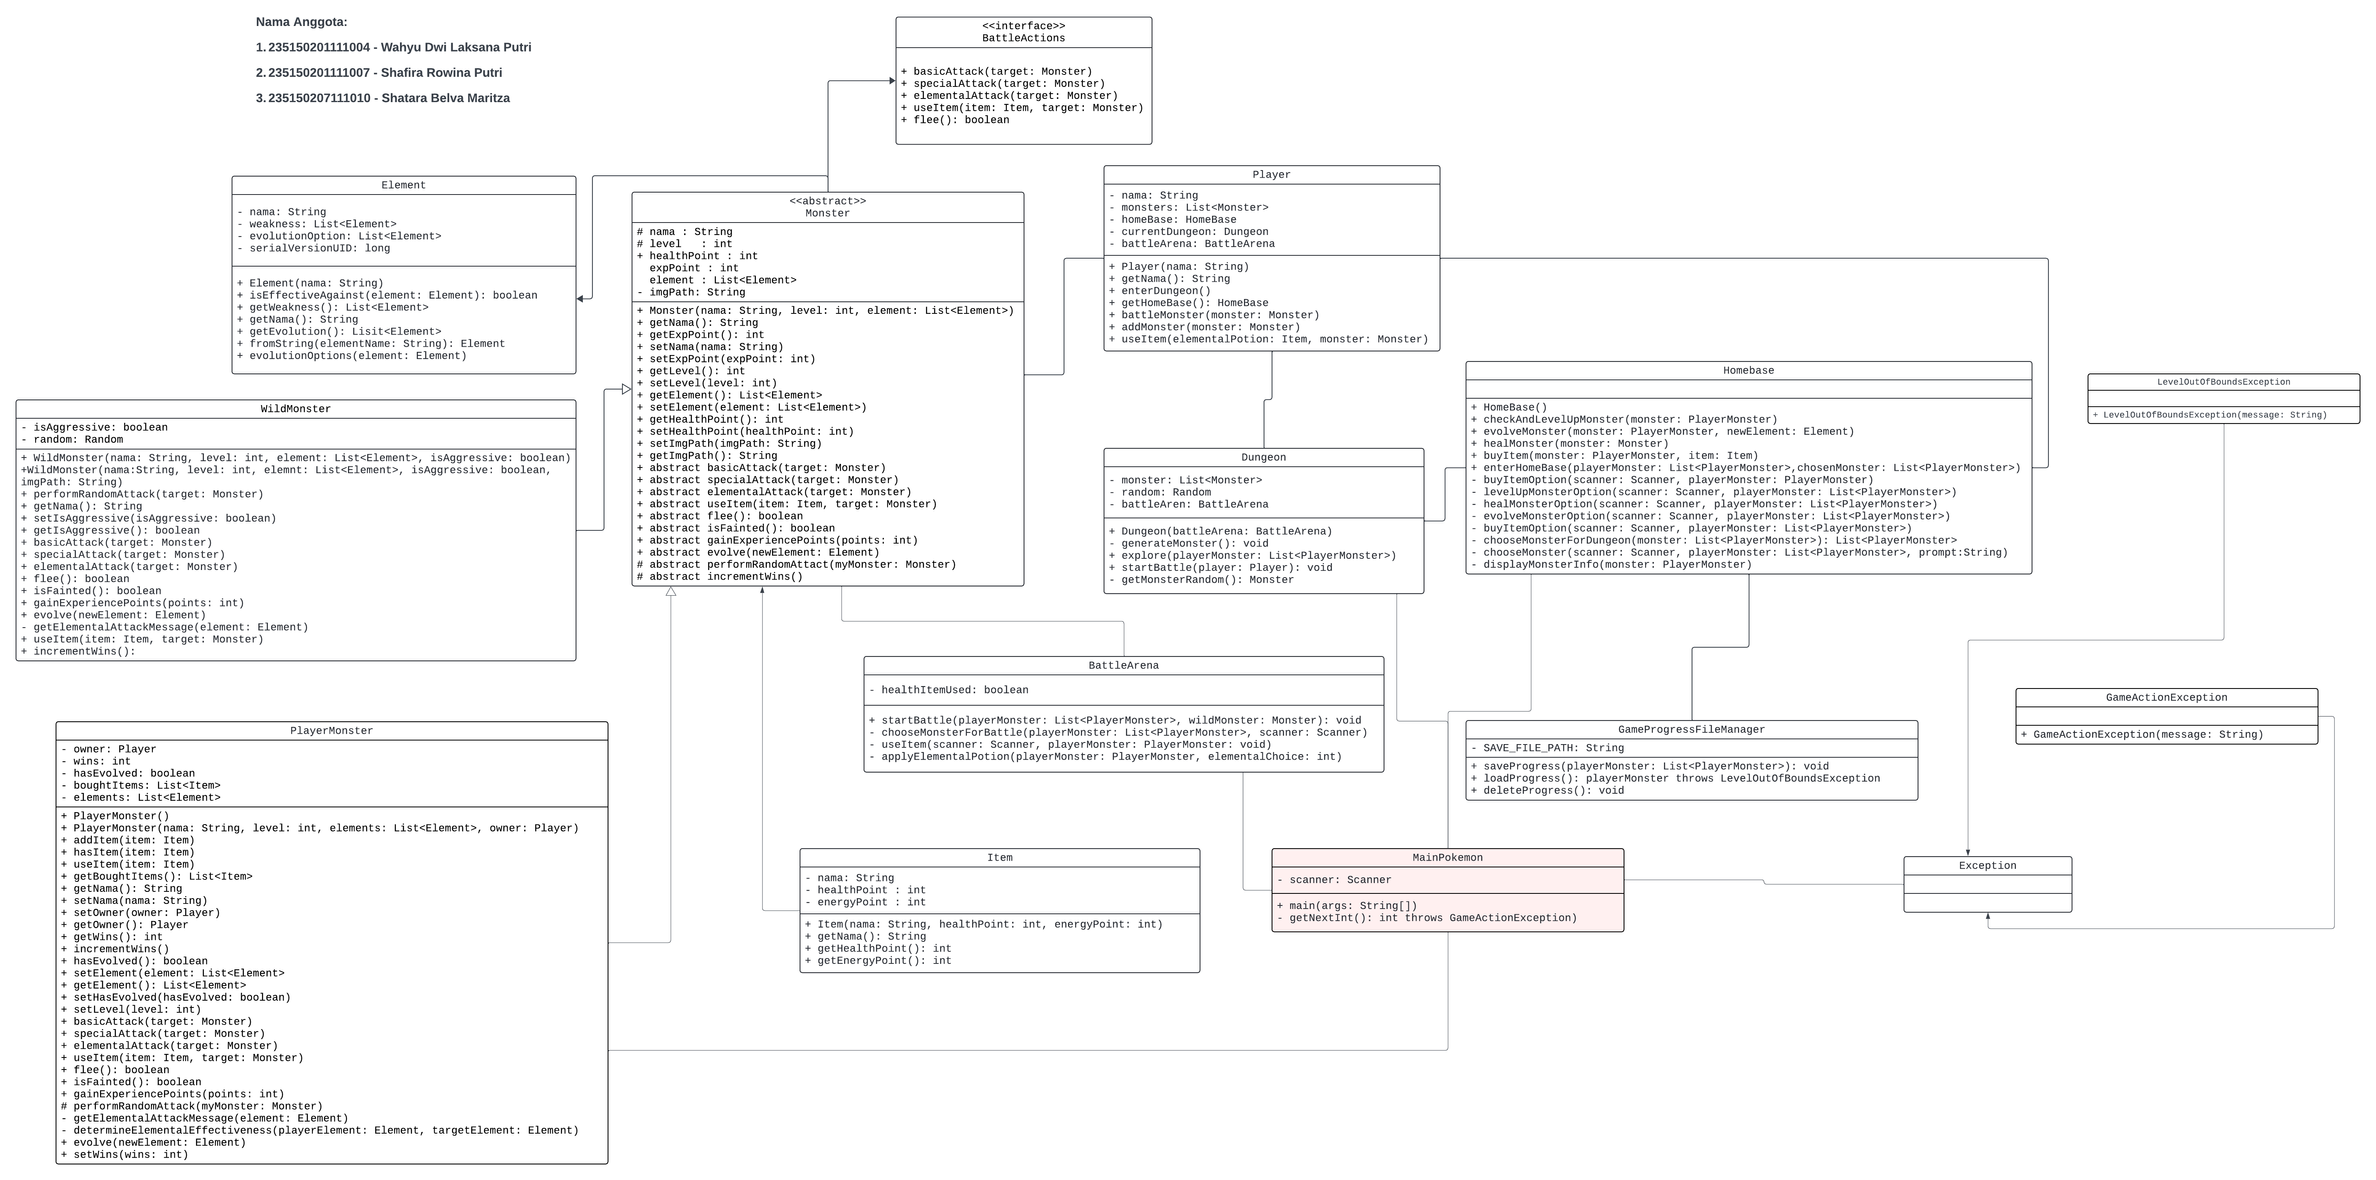 Nama Anggota:
1. 235150201111004 - Wahyu Dwi Laksana Putri
2. 235150201111007 - Shafira Rowina Putri
3. 235150207111010 - Shatara Belva Maritza
<<interface>>
BattleActions
+ basicAttack(target: Monster)
+ specialAttack(target: Monster)
+ elementalAttack(target: Monster)
+ useItem(item: Item, target: Monster)
+ flee(): boolean
Element
- nama: String
- weakness: List<Element>
- evolutionOption: List<Element>
- serialVersionUID: long
+ Element(nama: String)
+ isEffectiveAgainst(element: Element): boolean
+ getWeakness(): List<Element>
+ getNama(): String
+ getEvolution(): Lisit<Element>
+ fromString(elementName: String): Element
+ evolutionOptions(element: Element)
<<abstract>>
Monster
# nama : String
# level   : int
+ healthPoint : int
expPoint : int
element : List<Element>
- imgPath: String
+ Monster(nama: String, level: int, element: List<Element>)
+ getNama(): String
+ getExpPoint(): int
+ setNama(nama: String)
+ setExpPoint(expPoint: int)
+ getLevel(): int
+ setLevel(level: int)
+ getElement(): List<Element>
+ setElement(element: List<Element>)
+ getHealthPoint(): int
+ setHealthPoint(healthPoint: int)
+ setImgPath(imgPath: String)
+ getImgPath(): String
+ abstract basicAttack(target: Monster)
+ abstract specialAttack(target: Monster)
+ abstract elementalAttack(target: Monster)
+ abstract useItem(item: Item, target: Monster)
+ abstract flee(): boolean
+ abstract isFainted(): boolean
+ abstract gainExperiencePoints(points: int)
+ abstract evolve(newElement: Element)
# abstract performRandomAttact(myMonster: Monster)
# abstract incrementWins()
Player
- nama: String
- monsters: List<Monster>
- homeBase: HomeBase
- currentDungeon: Dungeon
- battleArena: BattleArena
+ Player(nama: String)
+ getNama(): String
+ enterDungeon()
+ getHomeBase(): HomeBase
+ battleMonster(monster: Monster)
+ addMonster(monster: Monster)
+ useItem(elementalPotion: Item, monster: Monster)
Homebase
+ HomeBase()
+ checkAndLevelUpMonster(monster: PlayerMonster)
+ evolveMonster(monster: PlayerMonster, newElement: Element)
+ healMonster(monster: Monster)
+ buyItem(monster: PlayerMonster, item: Item)
+ enterHomeBase(playerMonster: List<PlayerMonster>,chosenMonster: List<PlayerMonster>)
- buyItemOption(scanner: Scanner, playerMonster: PlayerMonster)
- levelUpMonsterOption(scanner: Scanner, playerMonster: List<PlayerMonster>)
- healMonsterOption(scanner: Scanner, playerMonster: List<PlayerMonster>)
- evolveMonsterOption(scanner: Scanner, playerMonster: List<PlayerMonster>)
- buyItemOption(scanner: Scanner, playerMonster: List<PlayerMonster>)
- chooseMonsterForDungeon(monster: List<PlayerMonster>): List<PlayerMonster>
- chooseMonster(scanner: Scanner, playerMonster: List<PlayerMonster>, prompt:String)
- displayMonsterInfo(monster: PlayerMonster)
LevelOutOfBoundsException
+ LevelOutOfBoundsException(message: String)
WildMonster
- isAggressive: boolean
- random: Random
+ WildMonster(nama: String, level: int, element: List<Element>, isAggressive: boolean)
+WildMonster(nama:String, level: int, elemnt: List<Element>, isAggressive: boolean,
imgPath: String)
+ performRandomAttack(target: Monster)
+ getNama(): String
+ setIsAggressive(isAggressive: boolean)
+ getIsAggressive(): boolean
+ basicAttack(target: Monster)
+ specialAttack(target: Monster)
+ elementalAttack(target: Monster)
+ flee(): boolean
+ isFainted(): boolean
+ gainExperiencePoints(points: int)
+ evolve(newElement: Element)
- getElementalAttackMessage(element: Element)
+ useItem(item: Item, target: Monster)
+ incrementWins():
Dungeon
- monster: List<Monster>
- random: Random
- battleAren: BattleArena
+ Dungeon(battleArena: BattleArena)
- generateMonster(): void
+ explore(playerMonster: List<PlayerMonster>)
+ startBattle(player: Player): void
- getMonsterRandom(): Monster
BattleArena
- healthItemUsed: boolean
+ startBattle(playerMonster: List<PlayerMonster>, wildMonster: Monster): void
- chooseMonsterForBattle(playerMonster: List<PlayerMonster>, scanner: Scanner)
- useItem(scanner: Scanner, playerMonster: PlayerMonster: void)
- applyElementalPotion(playerMonster: PlayerMonster, elementalChoice: int)
GameActionException
+ GameActionException(message: String)
GameProgressFileManager
- SAVE_FILE_PATH: String
+ saveProgress(playerMonster: List<PlayerMonster>): void
+ loadProgress(): playerMonster throws LevelOutOfBoundsException
+ deleteProgress(): void
PlayerMonster
- owner: Player
- wins: int
- hasEvolved: boolean
- boughtItems: List<Item>
- elements: List<Element>
+ PlayerMonster()
+ PlayerMonster(nama: String, level: int, elements: List<Element>, owner: Player)
+ addItem(item: Item)
+ hasItem(item: Item)
+ useItem(item: Item)
+ getBoughtItems(): List<Item>
+ getNama(): String
+ setNama(nama: String)
+ setOwner(owner: Player)
+ getOwner(): Player
+ getWins(): int
+ incrementWins()
+ hasEvolved(): boolean
+ setElement(element: List<Element>
+ getElement(): List<Element>
+ setHasEvolved(hasEvolved: boolean)
+ setLevel(level: int)
+ basicAttack(target: Monster)
+ specialAttack(target: Monster)
+ elementalAttack(target: Monster)
+ useItem(item: Item, target: Monster)
+ flee(): boolean
+ isFainted(): boolean
+ gainExperiencePoints(points: int)
# performRandomAttack(myMonster: Monster)
- getElementalAttackMessage(element: Element)
- determineElementalEffectiveness(playerElement: Element, targetElement: Element)
+ evolve(newElement: Element)
+ setWins(wins: int)
Item
- nama: String
- healthPoint : int
- energyPoint : int
+ Item(nama: String, healthPoint: int, energyPoint: int)
+ getNama(): String
+ getHealthPoint(): int
+ getEnergyPoint(): int
MainPokemon
- scanner: Scanner
+ main(args: String[])
- getNextInt(): int throws GameActionException)
Exception